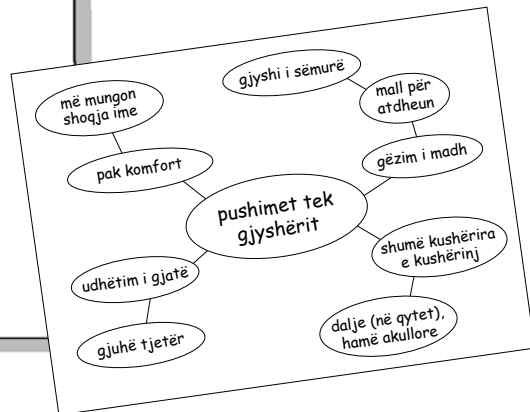 gjyshi i sëmurë
mall për
atdheun
më mungon
shoqja ime
gëzim i madh
pak komfort
pushimet tek
gjyshërit
shumë kushërira
e kushërinj
udhëtim i gjatë
dalje (në qytet),
hamë akullore
gjuhë tjetër